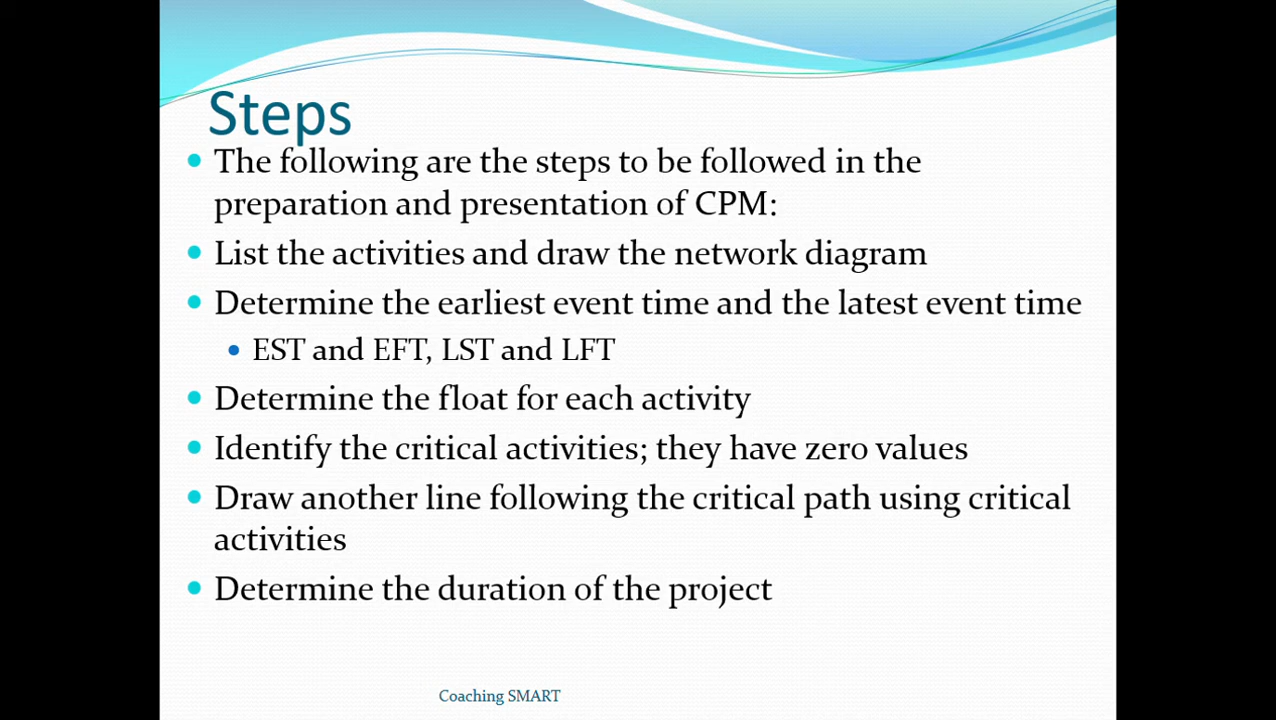 Steps
The following are the steps to be followed in the
preparation and presentation of CPM:
List the activities and draw the network diagram
Determine the earliest event time and the latest event time
EST and EFT, LST and LFT
Determine the float for each activity
Identify the critical activities; they have zero values
Draw another line following the critical path using critical
activities
Determine the duration of the project
Coaching SMART